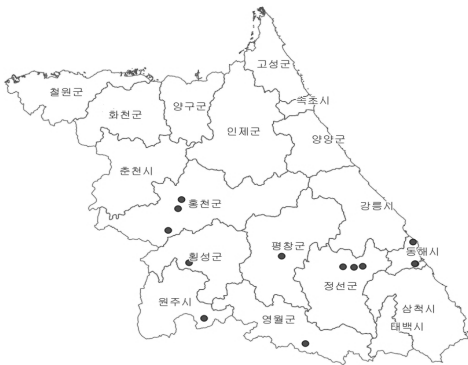 고성군
철원군
속초시
양구군
화천군
인제군
양양군
춘천시
홍천군
강릉시
평창군
동해시
횡성군
정선군
원주시
삼척시
영월군
태백시